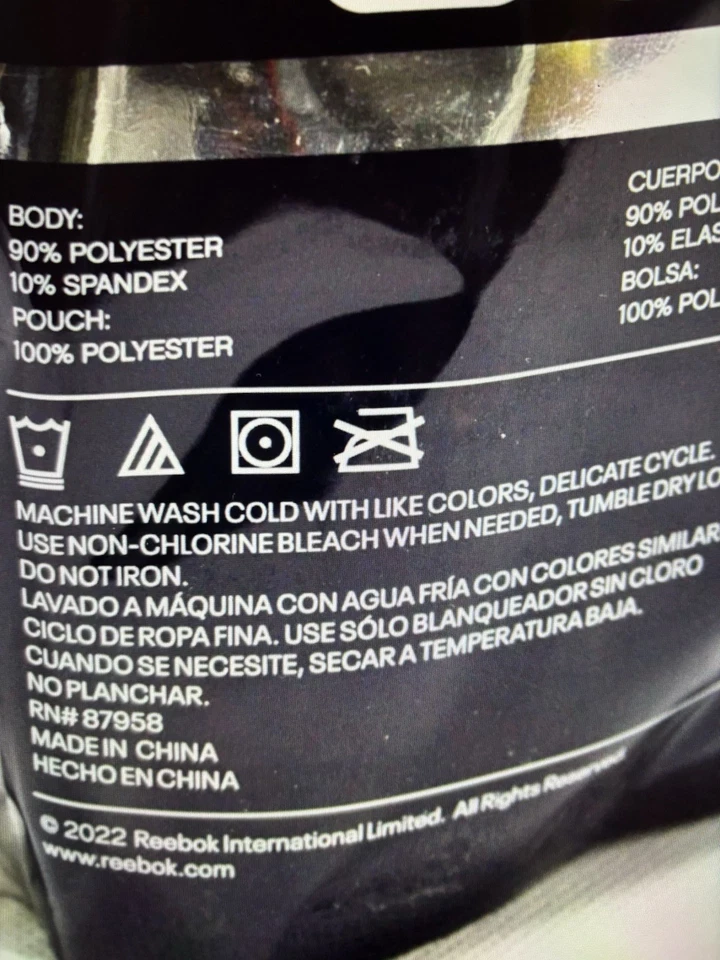 BODY:
90% POLYESTER
10% SPANDEX
POUCH:
100% POLYESTER
CUERPO
90% POL
10% ELAS
BOLSA:
100% POL
MACHINE WASH COLD WITH LIKE COLORS, DELICATE CYCLE.
USE NON-CHLORINE BLEACH WHEN NEEDED, TUMBLE DRY LO
DO NOT IRON.
LAVADO A MÁQUINA CON AGUA FRÍA CON COLORES SIMILAR
CICLO DE ROPA FINA. USE SÓLO BLANQUEADOR SIN CLORO
CUANDO SE NECESITE, SECAR A TEMPERATURA BAJA.
NO PLANCHAR.
RN# 87958
MADE IN CHINA
HECHO EN CHINA
© 2022 Reebok International Limited. All Rights Reserved
www.reebok.com